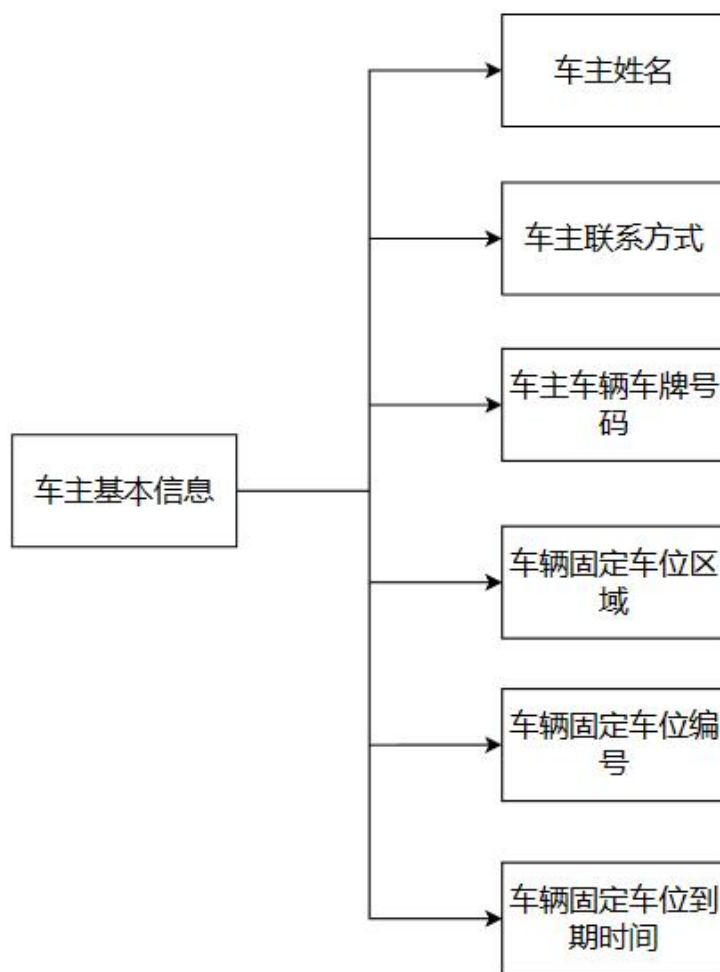 车主姓名
车主联系方式
车主车辆车牌号
码
车主基本信息
车辆固定车位区
域
车辆固定车位编
号
车辆固定车位到
期时间